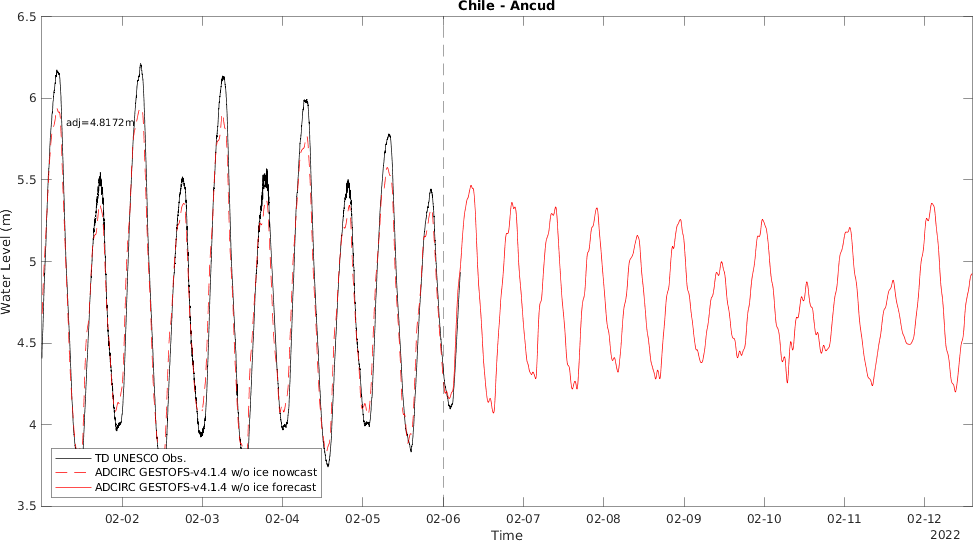 Chile - Ancud
6.5
6
5.5
5
4.5
4
3.5
Water Level (m)
adj=4.8172m
TD UNESCO Obs.
ADCIRC GESTOFS-v4.1.4 w/o ice nowcast
ADCIRC GESTOFS-v4.1.4 w/o ice forecast
02-02 02-03 02-04 02-05 02-06 02-07 02-08 02-09 02-10 02-11 02-12
2022
Time